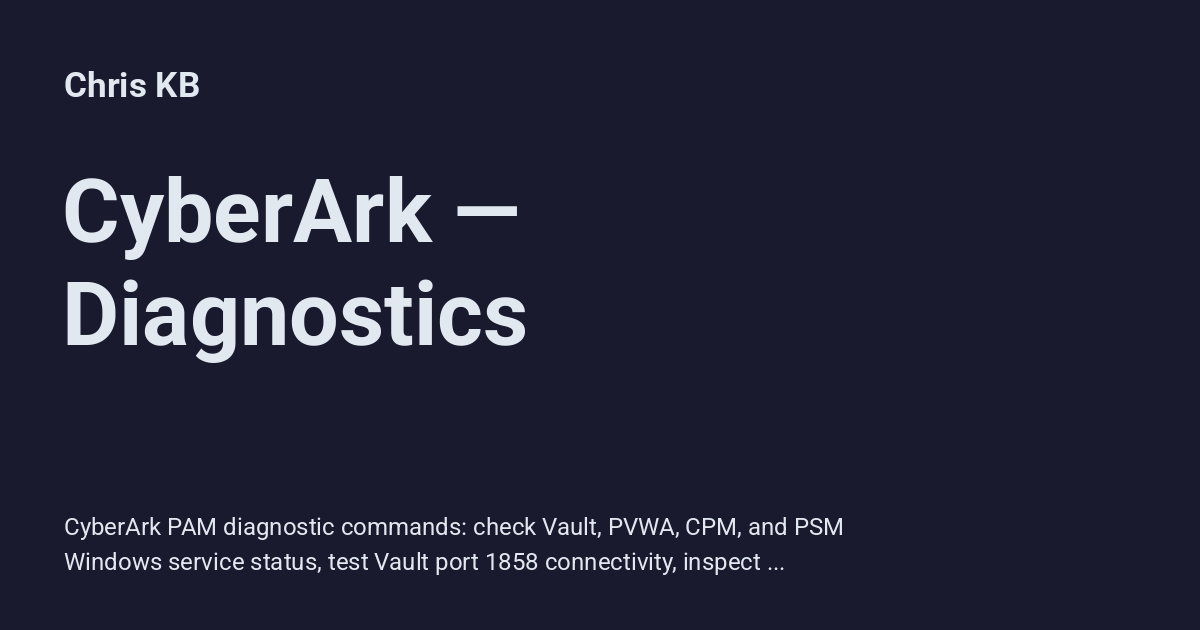 Chris KB
CyberArk —
Diagnostics
CyberArk PAM diagnostic commands: check Vault, PVWA, CPM, and PSM
Windows service status, test Vault port 1858 connectivity, inspect ...